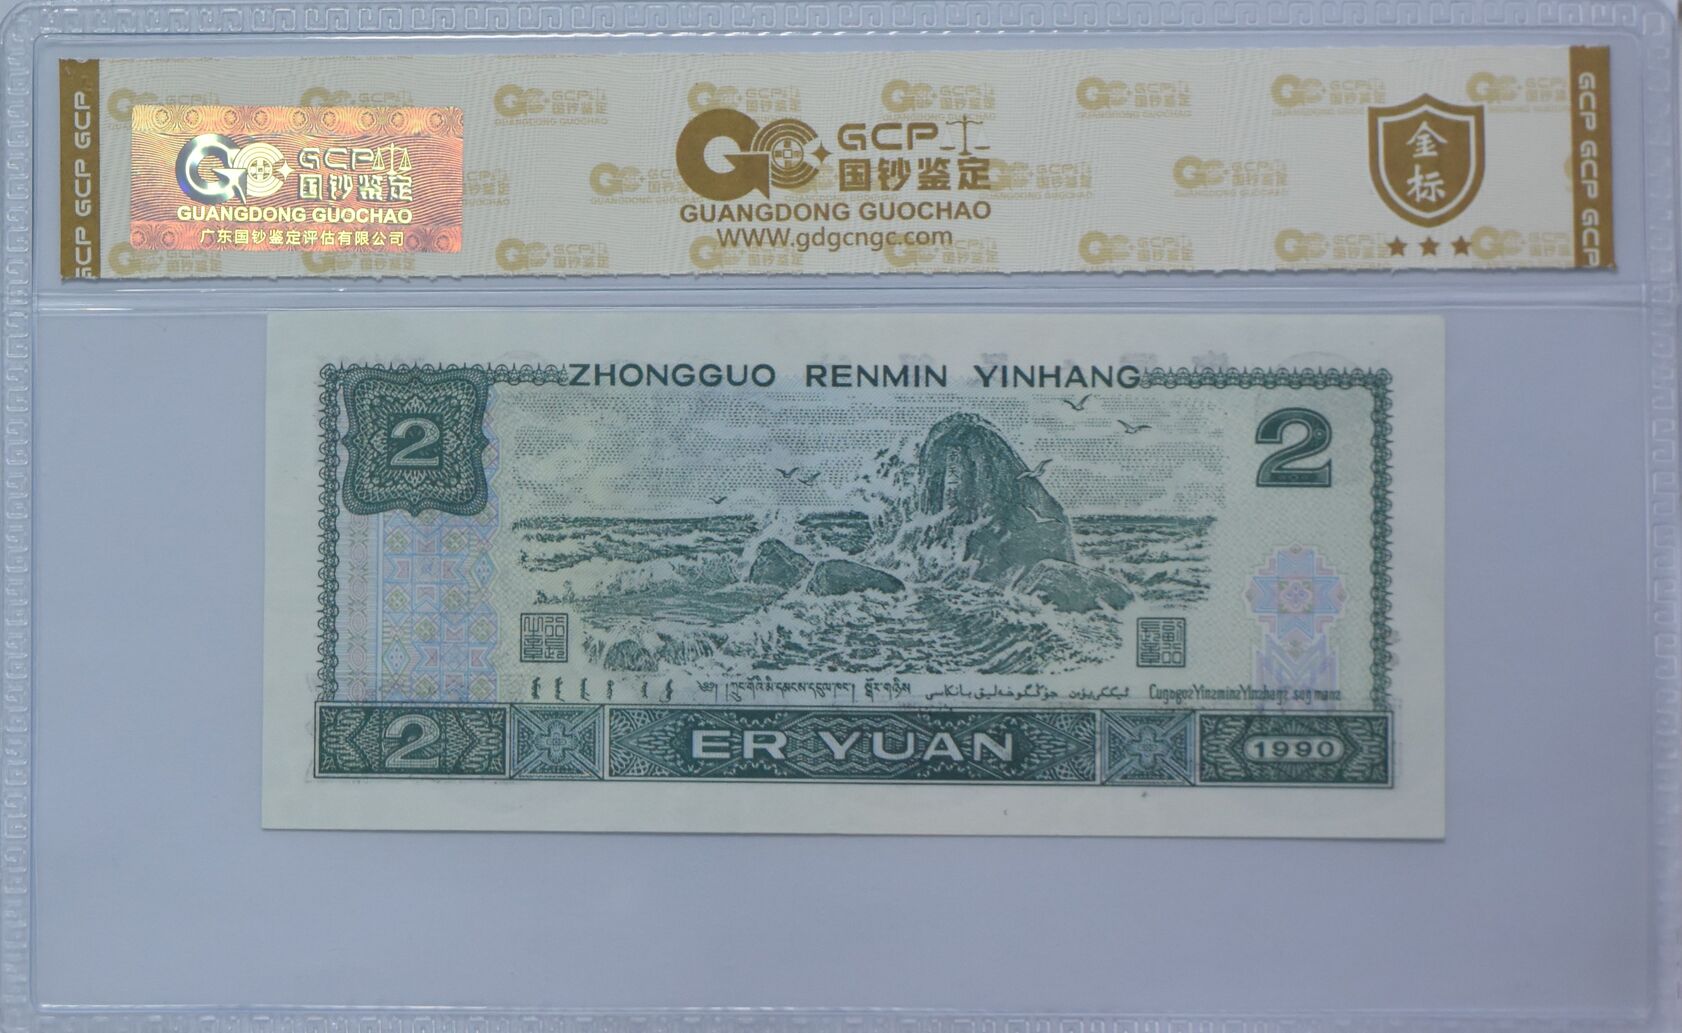 GCP GCP GCP
GCP
国钞鉴定
GUANGDONG GUOCHAO
广东国钞鉴定评估有限公司
GCP
国钞鉴定
GUANGDONG GUOCHAO
WWW.gdgcngc.com
金标
GCP GCP GCP
ZHONGGUO RENMIN YINHANG
2
2
2 ER YUAN 1990